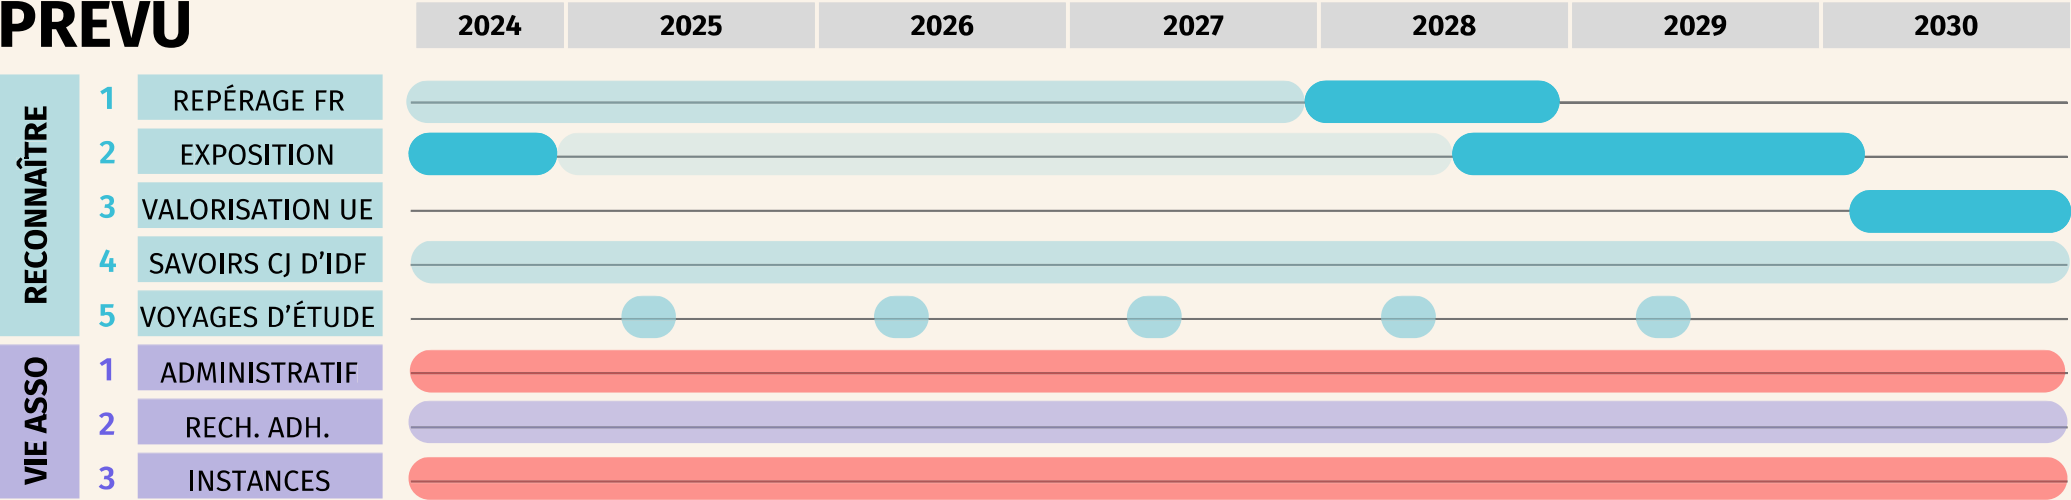 PREVU
2024 2025 2026 2027 2028 2029 2030
RECONNAÎTRE
1 REPÉRAGE FR
2 EXPOSITION
3 VALORISATION UE
4 SAVOIRS CJ D'IDF
5 VOYAGES D'ÉTUDE
VIE ASSO
1 ADMINISTRATIF
2 RECH. ADH.
3 INSTANCES